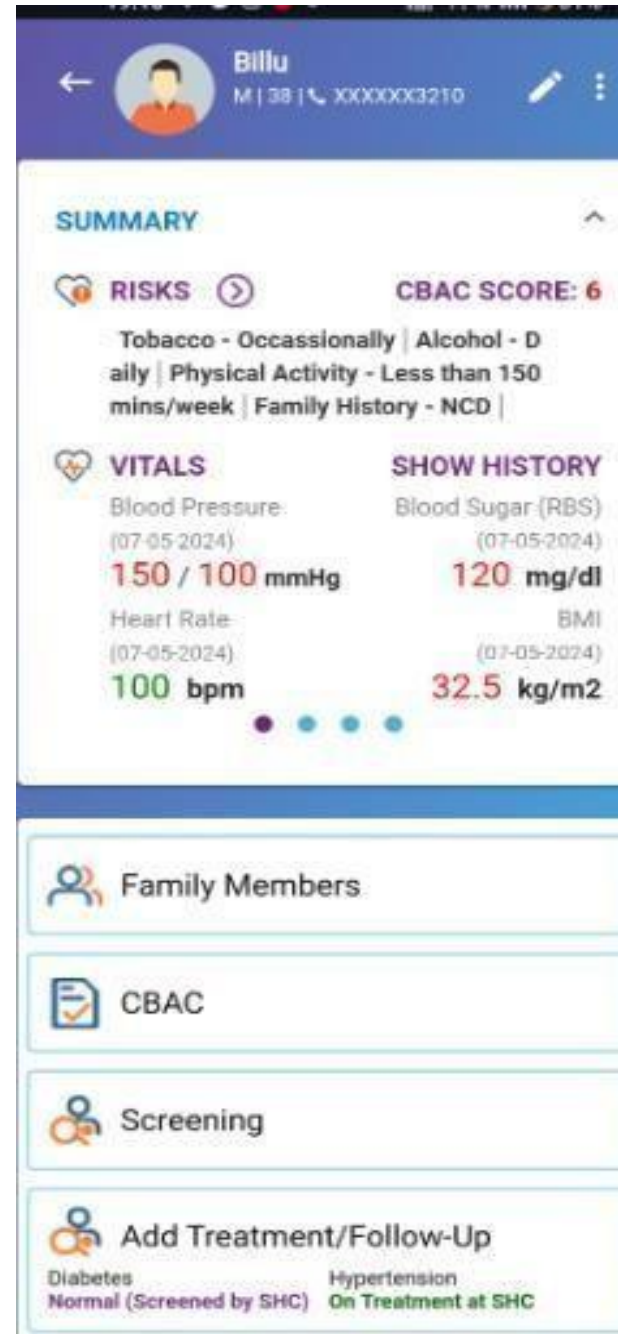 Billu
M | 38 | XXXXXX3210
SUMMARY
RISKS CBAC SCORE: 6
Tobacco - Occassionally | Alcohol - D
aily | Physical Activity - Less than 150
mins/week | Family History - NCD |
VITALS SHOW HISTORY
Blood Pressure Blood Sugar (RBS)
(07-05-2024) (07-05-2024)
150 / 100 mmHg 120 mg/dl
Heart Rate BMI
(07-05-2024) (07-05-2024)
100 bpm 32.5 kg/m2
Family Members
CBAC
Screening
Add Treatment/Follow-Up
Diabetes Hypertension
Normal (Screened by SHC) On Treatment at SHC